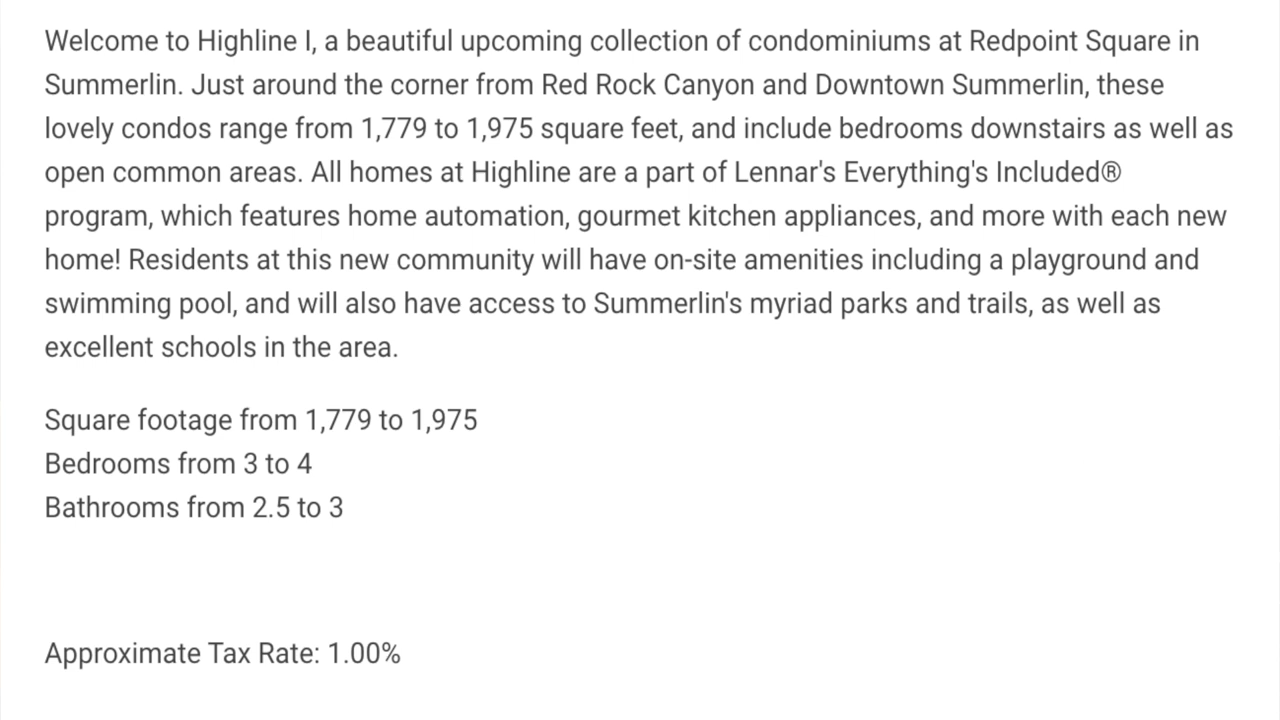 Welcome to Highline I, a beautiful upcoming collection of condominiums at Redpoint Square in
Summerlin. Just around the corner from Red Rock Canyon and Downtown Summerlin, these
lovely condos range from 1,779 to 1,975 square feet, and include bedrooms downstairs as well as
open common areas. All homes at Highline are a part of Lennar's Everything's Included®
program, which features home automation, gourmet kitchen appliances, and more with each new
home! Residents at this new community will have on-site amenities including a playground and
swimming pool, and will also have access to Summerlin's myriad parks and trails, as well as
excellent schools in the area.
Square footage from 1,779 to 1,975
Bedrooms from 3 to 4
Bathrooms from 2.5 to 3
Approximate Tax Rate: 1.00%